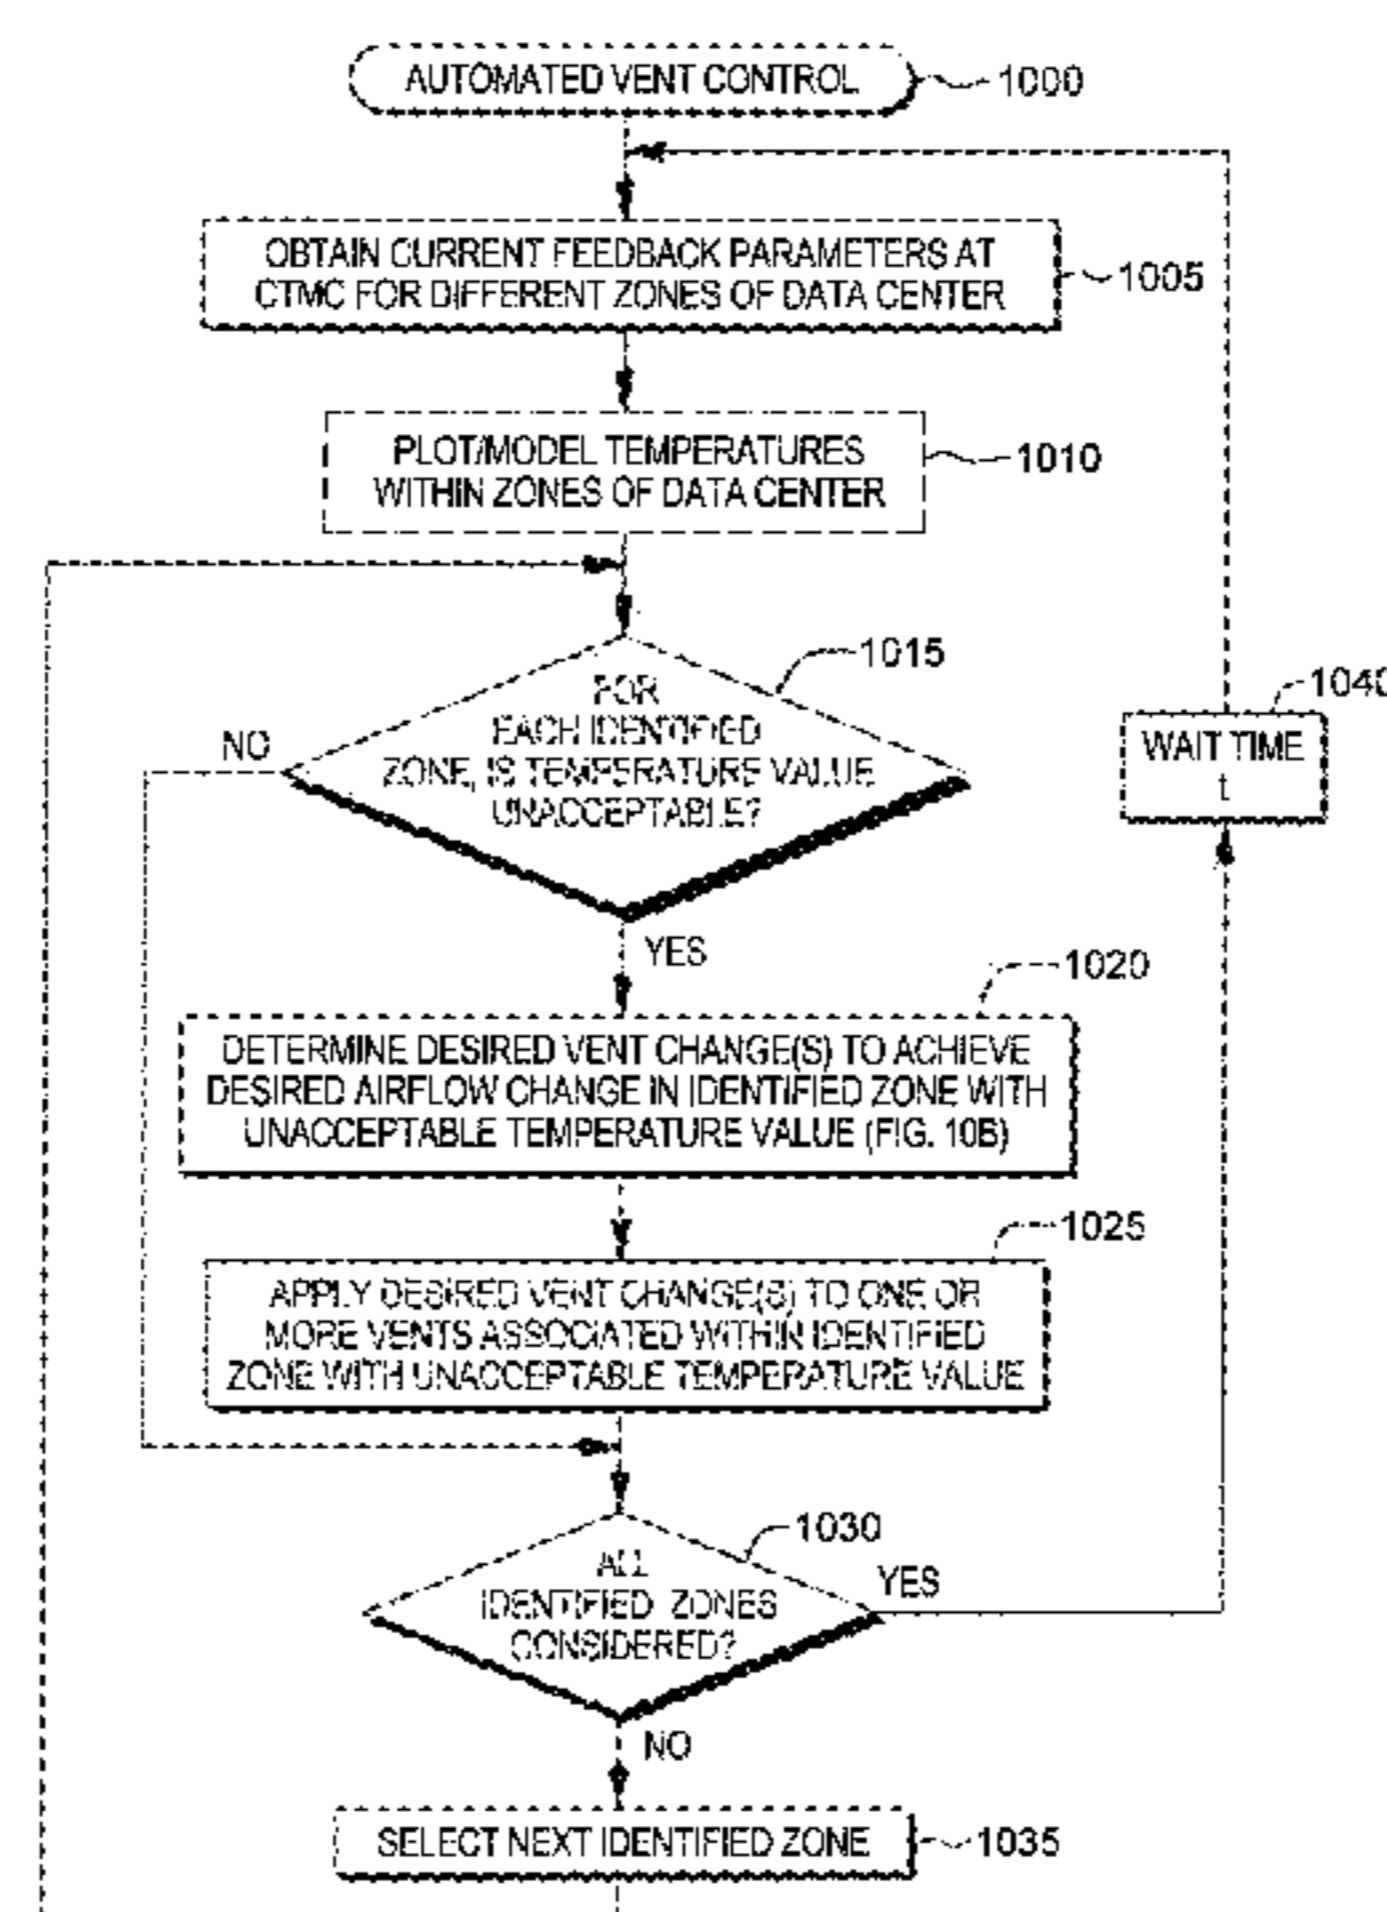 AUTOMATED VENT CONTROL
1000
OBTAIN CURRENT FEEDBACK PARAMETERS AT
CTMC FOR DIFFERENT ZONES OF DATA CENTER
1005
PLOT/MODEL TEMPERATURES
WITHIN ZONES OF DATA CENTER
1010
1015
FOR
EACH IDENTIFIED
ZONE, IS TEMPERATURE VALUE
UNACCEPTABLE?
NO
1040
WAIT TIME
t
YES
1020
DETERMINE DESIRED VENT CHANGE(S) TO ACHIEVE
DESIRED AIRFLOW CHANGE IN IDENTIFIED ZONE WITH
UNACCEPTABLE TEMPERATURE VALUE (FIG. 10B)
1025
APPLY DESIRED VENT CHANGE(S) TO ONE OR
MORE VENTS ASSOCIATED WITHIN IDENTIFIED
ZONE WITH UNACCEPTABLE TEMPERATURE VALUE
1030
ALL
IDENTIFIED ZONES
CONSIDERED?
YES
NO
SELECT NEXT IDENTIFIED ZONE
1035